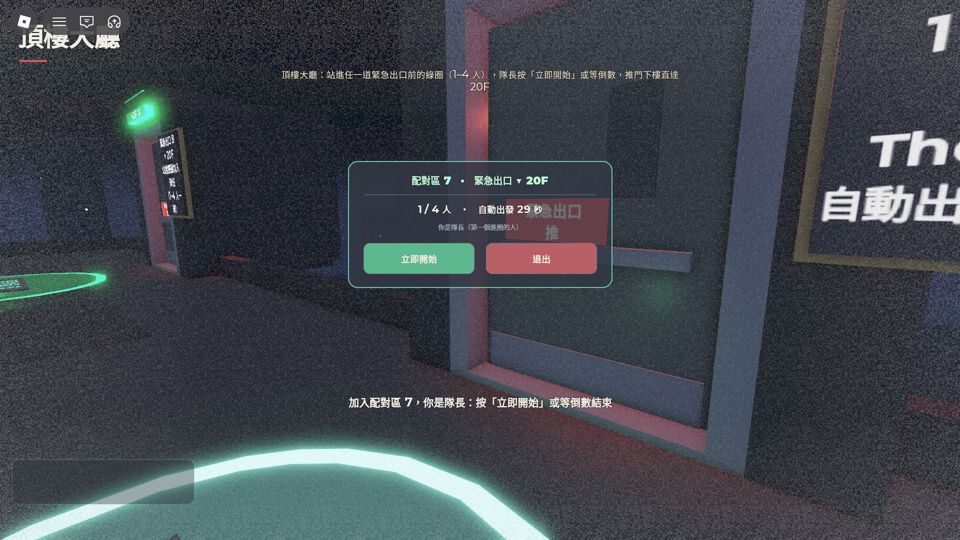 頂樓大廳
頂樓大廳：站進任一道緊急出口前的綠圈（1–4 人），隊長按「立即開始」或等倒數，推門下樓直達
20F
配對區 7 • 緊急出口 ▼ 20F
1 / 4 人 • 自動出發 29 秒
你是隊長（第一個進圈的人）
立即開始
退出
緊急出口
推
加入配對區 7，你是隊長：按「立即開始」或等倒數結束
1
自動出